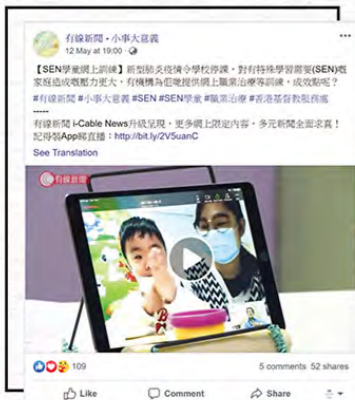 有線新聞 • 小事大意義
12 May at 19:00 ·
【SEN學童網上訓練】新型肺炎疫情令學校停課，對有特殊學習需要(SEN)嘅
家庭造成嘅壓力更大，有機構為佢哋提供網上職業治療等訓練，成效點呢？
#有線新聞 #小事大意義 #SEN #SEN學童 #職業治療 #香港基督教服務處
-----
有線新聞 i-Cable News升級呈現，更多網上限定內容，多元新聞全面求真！
記得裝App睇直播：http://bit.ly/2V5uanC
See Translation
有線新聞
109
5 comments 52 shares
Like Comment Share